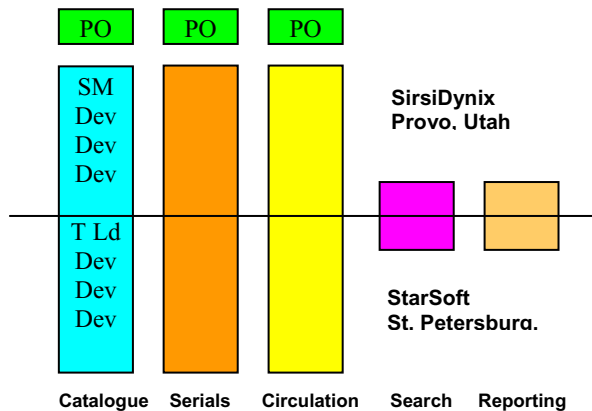 PO PO PO
SM
Dev
Dev
Dev
SirsiDynix
Provo, Utah
T Ld
Dev
Dev
Dev
StarSoft
St. Petersburg.
Catalogue Serials Circulation Search Reporting